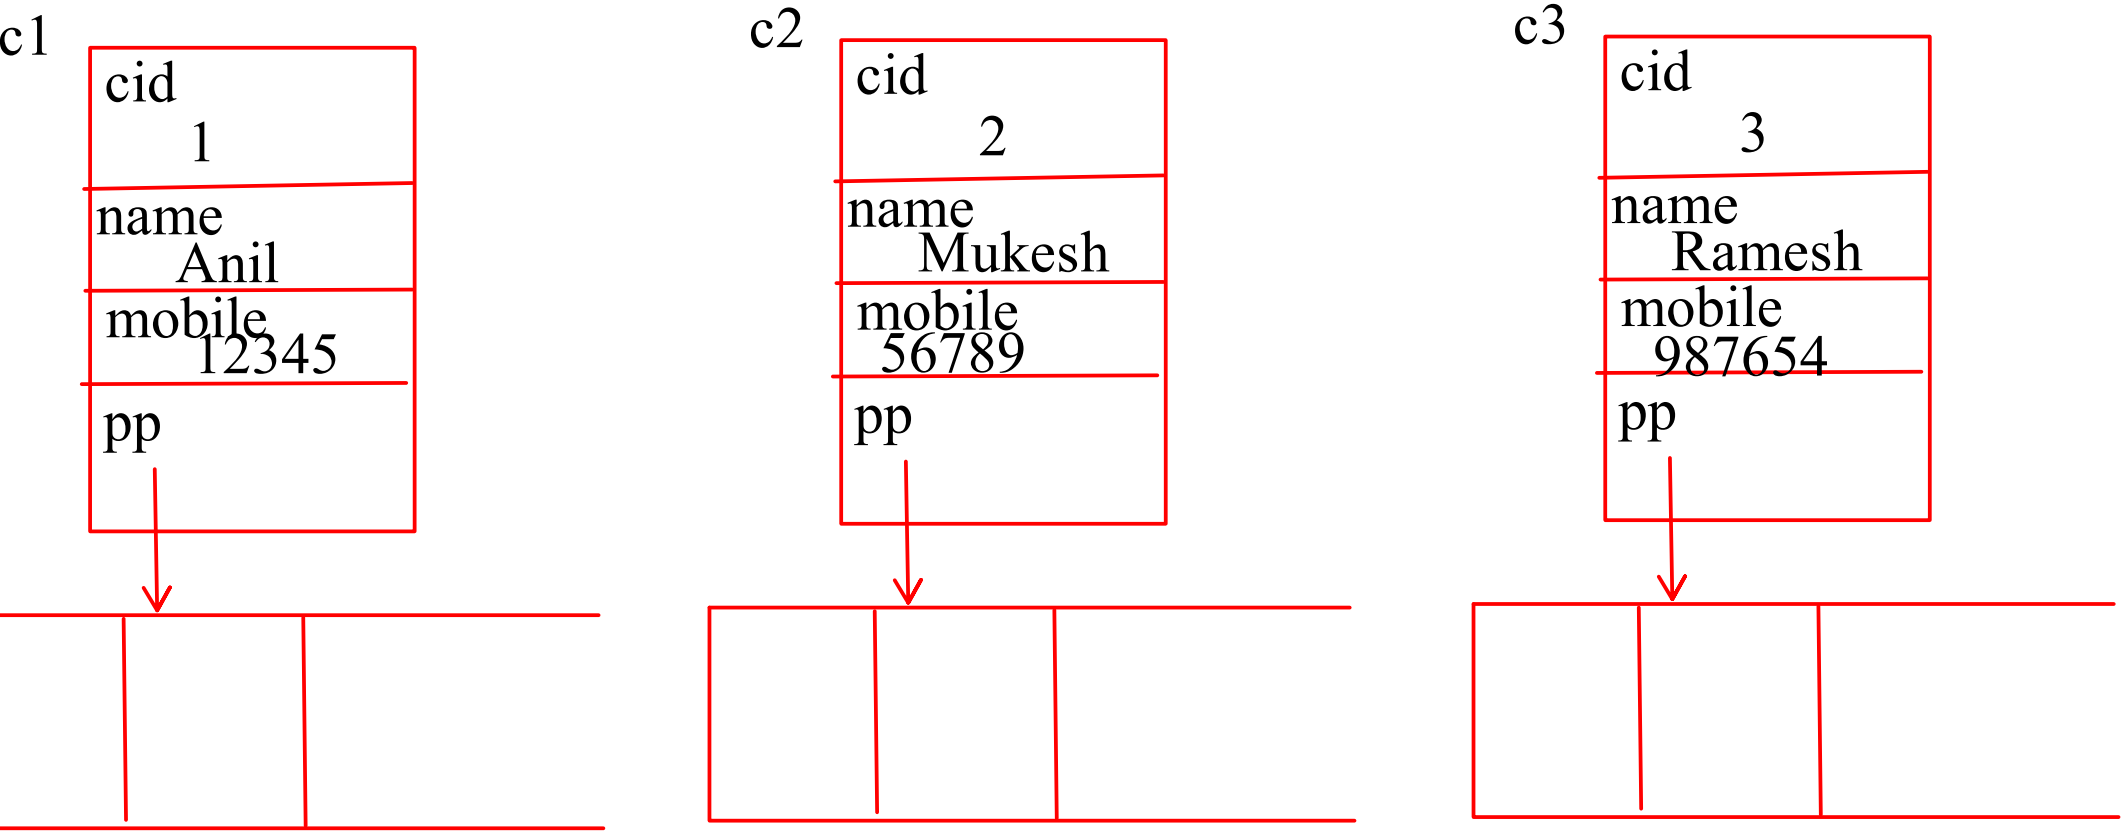 c1
cid
1
name
Anil
mobile
12345
pp
c2
cid
2
name
Mukesh
mobile
56789
pp
c3
cid
3
name
Ramesh
mobile
987654
pp